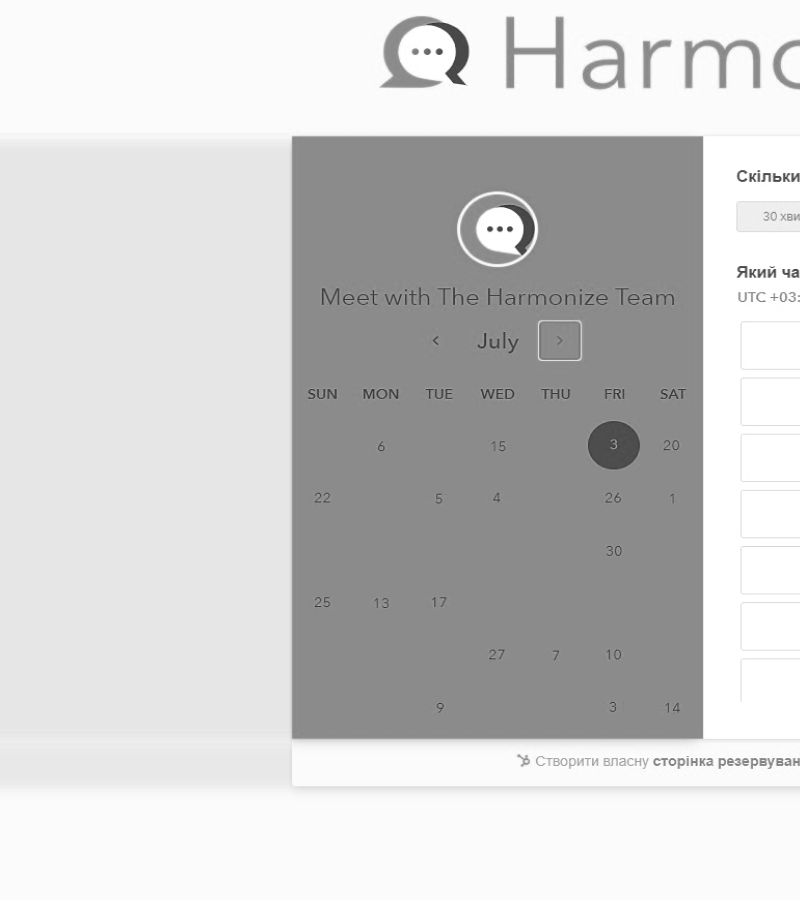 Harmo
Meet with The Harmonize Team
‹ July ›
SUN MON TUE WED THU FRI SAT
6 15 3 20
22 5 4 26 1
30
25 13 17
27 7 10
9 3 14
Скільки
30 хви
Який ча
UTC +03:
Створити власну сторінка резервуван